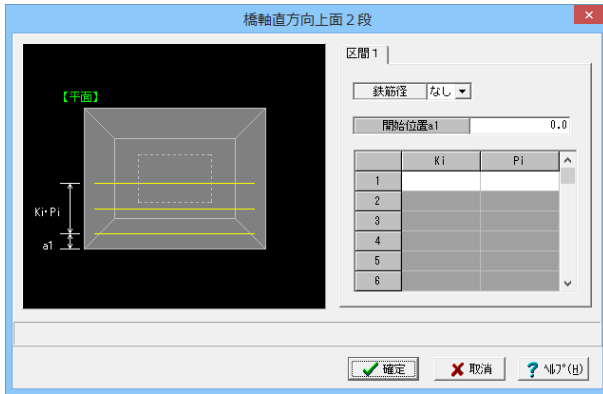 橋軸直方向上面２段
区間１
鉄筋径 なし
開始位置a1 0.0
Ki Pi
1
2
3
4
5
6
【平面】
Ki・Pi
a1
確定 取消 ヘルプ(H)